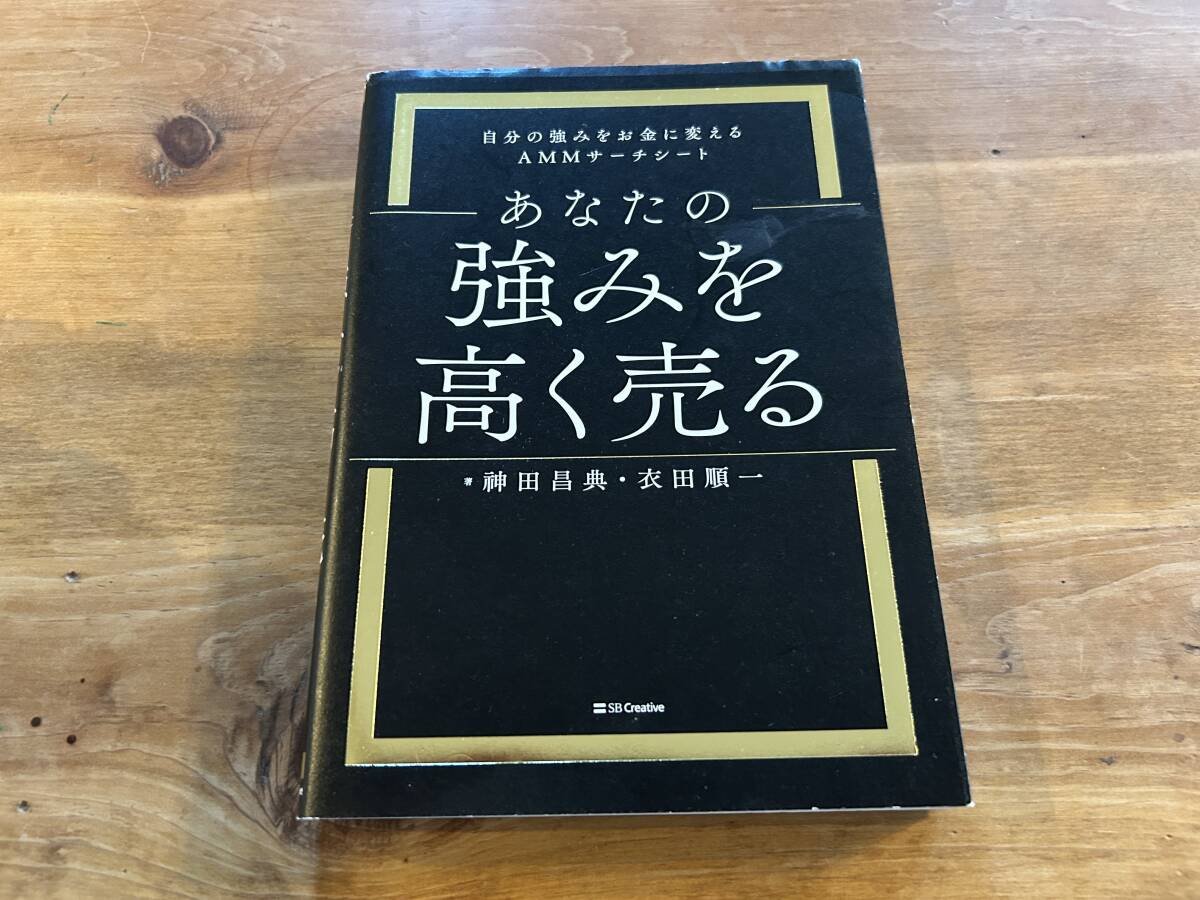 自分の強みをお金に変える
AMMサーチシート
あなたの
強みを
高く売る
著 神田昌典・衣田順一
SB Creative